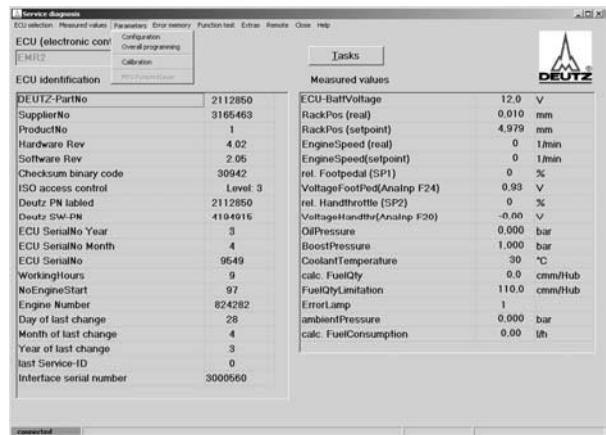 Service diagnosis
ECU selection Measured values Parameters Error memory Function test Extras Remote Close Help
Configuration
Overall programming
Calibration
ECU (electronic cont
EMR2
Tasks
DEUTZ
ECU identification
Measured values
DEUTZ-PartNo 2112850
SupplierNo 3165463
ProductNo 1
Hardware Rev 4.02
Software Rev 2.05
Checksum binary code 30942
ISO access control Level: 3
Deutz PN labled 2112850
Deutz SW-PN 4194916
ECU SerialNo Year 3
ECU SerialNo Month 4
ECU SerialNo 9549
WorkingHours 9
NoEngineStart 97
Engine Number 824282
Day of last change 28
Month of last change 4
Year of last change 3
last Service-ID 0
Interface serial number 3000560
ECU-BattVoltage 12,0 V
RackPos (real) 0,010 mm
RackPos (setpoint) 4,979 mm
EngineSpeed (real) 0 1/min
EngineSpeed(setpoint) 0 1/min
rel. Footpedal (SP1) 0 %
VoltageFootPed(AnaInp F24) 0,93 V
rel. Handthrottle (SP2) 0 %
VoltageHandthr(AnaInp F20) -0,00 V
OilPressure 0,000 bar
BoostPressure 1,000 bar
CoolantTemperature 30 °C
calc. FuelQty 0,0 cmm/Hub
FuelQtyLimitation 110,0 cmm/Hub
ErrorLamp 1
ambientPressure 0,000 bar
calc. FuelConsumption 0,00 l/h
connected